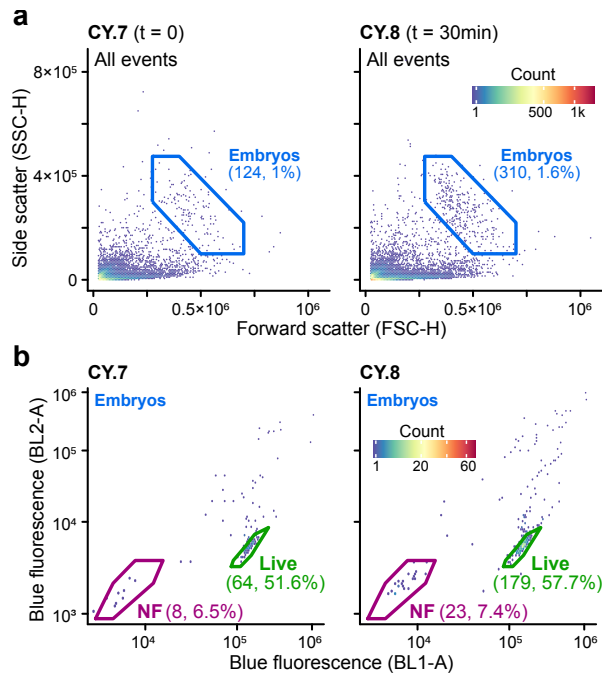 a
CY.7 (t = 0)
CY.8 (t = 30min)
All events
All events
Count
1 500 1k
Embryos
(124, 1%)
Embryos
(310, 1.6%)
Side scatter (SSC-H)
8×10⁵
4×10⁵
0
0 0.5×10⁶ 10⁶
0 0.5×10⁶ 10⁶
Forward scatter (FSC-H)
b
CY.7
CY.8
Embryos
Embryos
Count
1 20 60
Blue fluorescence (BL2-A)
10⁶
10⁵
10⁴
10³
Live
(64, 51.6%)
NF (8, 6.5%)
Live
(179, 57.7%)
NF (23, 7.4%)
10⁴ 10⁵ 10⁶
10⁴ 10⁵ 10⁶
Blue fluorescence (BL1-A)